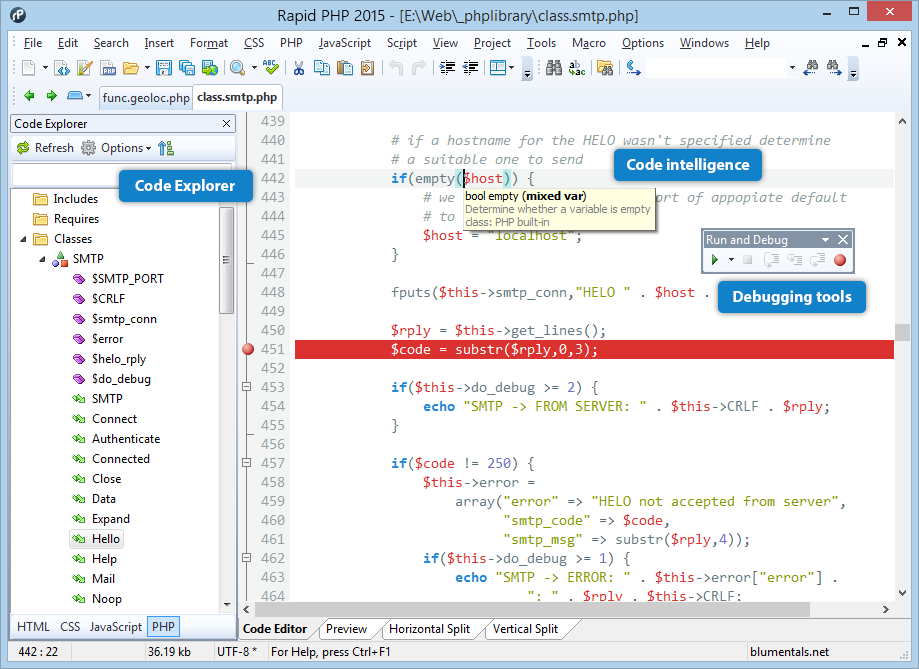 Rapid PHP 2015 - [E:\Web\_phplibrary\class.smtp.php]
File Edit Search Insert Format CSS PHP JavaScript Script View Project Tools Macro Options Windows Help
func.geoloc.php class.smtp.php
Code Explorer
Refresh Options
Code Explorer
Includes
Requires
Classes
SMTP
$SMTP_PORT
$CRLF
$smtp_conn
$error
$helo_rply
$do_debug
SMTP
Connect
Authenticate
Connected
Close
Data
Expand
Hello
Help
Mail
Noop
HTML CSS JavaScript PHP
439
440 # if a hostname for the HELO wasn't specified determine
441 # a suitable one to send
Code intelligence
442 if(empty($host)) {
443 # we rt of appopiate default
444 # to
445 $host = "localhost";
446 }
bool empty (mixed var)
Determine whether a variable is empty
class: PHP built-in
Run and Debug
Debugging tools
447
448 fputs($this->smtp_conn,"HELO " . $host .
449
450 $rply = $this->get_lines();
451 $code = substr($rply,0,3);
452
453 if($this->do_debug >= 2) {
454 echo "SMTP -> FROM SERVER: " . $this->CRLF . $rply;
455 }
456
457 if($code != 250) {
458 $this->error =
459 array("error" => "HELO not accepted from server",
460 "smtp_code" => $code,
461 "smtp_msg" => substr($rply,4));
462 if($this->do_debug >= 1) {
463 echo "SMTP -> ERROR: " . $this->error["error"] .
464 ": " . $rply . $this->CRLF;
Code Editor Preview Horizontal Split Vertical Split
442 : 22 36.19 kb UTF-8 * For Help, press Ctrl+F1 blumentals.net